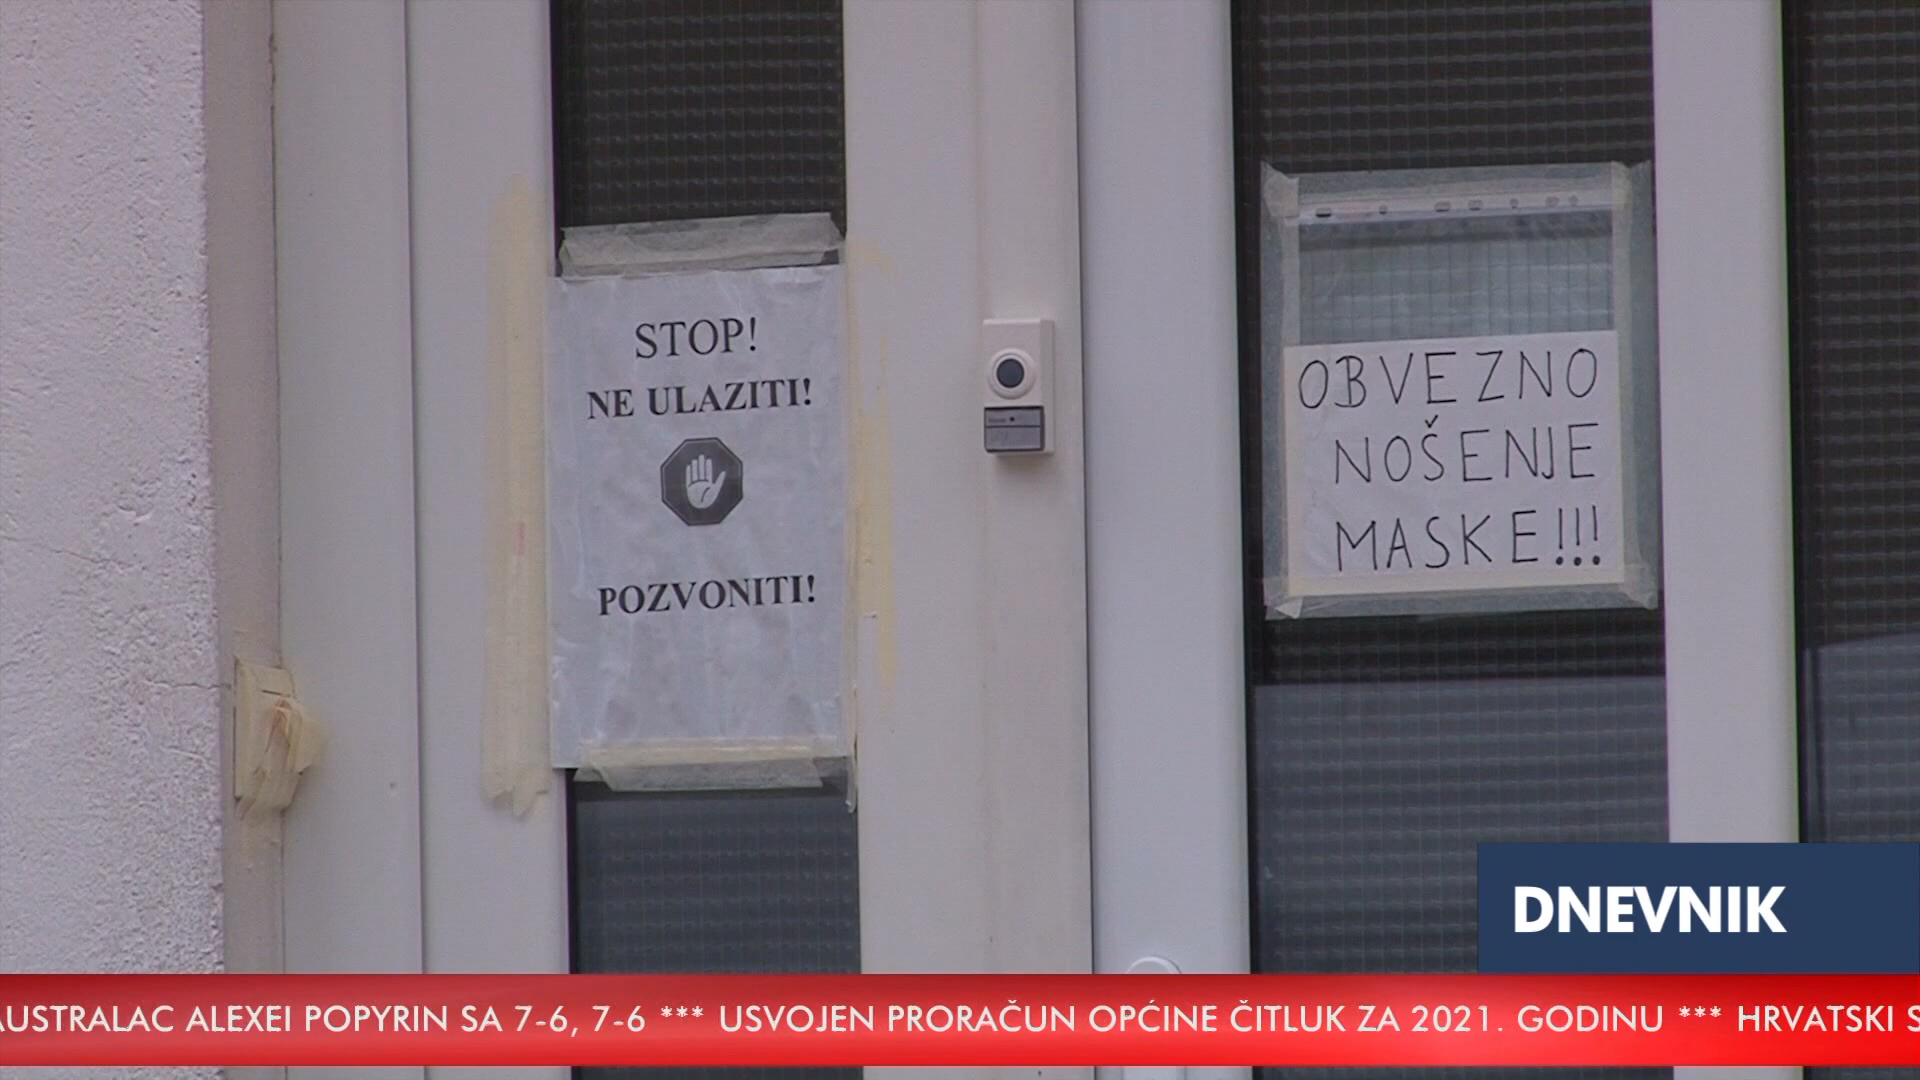 STOP!
NE ULAZITI!
POZVONITI!
OBVEZNO
NOŠENJE
MASKE!!!
DNEVNIK
AUSTRALAC ALEXEI POPYRIN SA 7-6, 7-6 *** USVOJEN PRORAČUN OPĆINE ČITLUK ZA 2021. GODINU *** HRVATSKI S